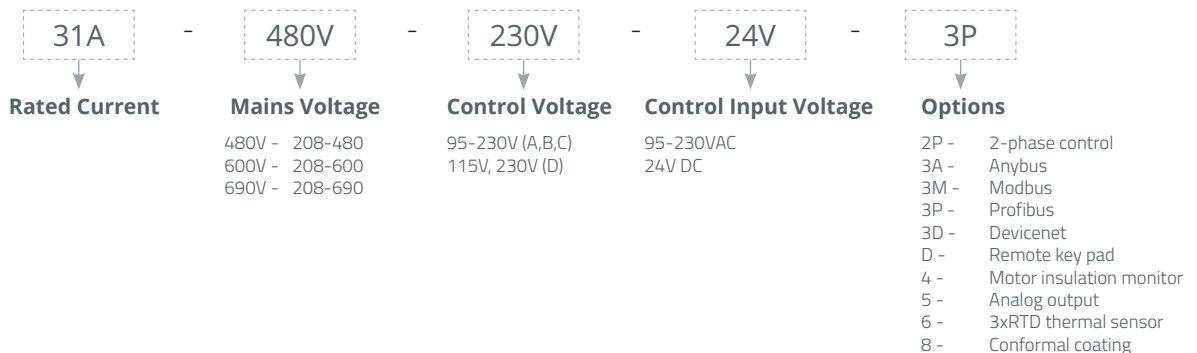 31A - 480V - 230V - 24V - 3P
Rated Current
Mains Voltage
480V - 208-480
600V - 208-600
690V - 208-690
Control Voltage
95-230V (A,B,C)
115V, 230V (D)
Control Input Voltage
95-230VAC
24V DC
Options
2P - 2-phase control
3A - Anybus
3M - Modbus
3P - Profibus
3D - Devicenet
D - Remote key pad
4 - Motor insulation monitor
5 - Analog output
6 - 3xRTD thermal sensor
8 - Conformal coating